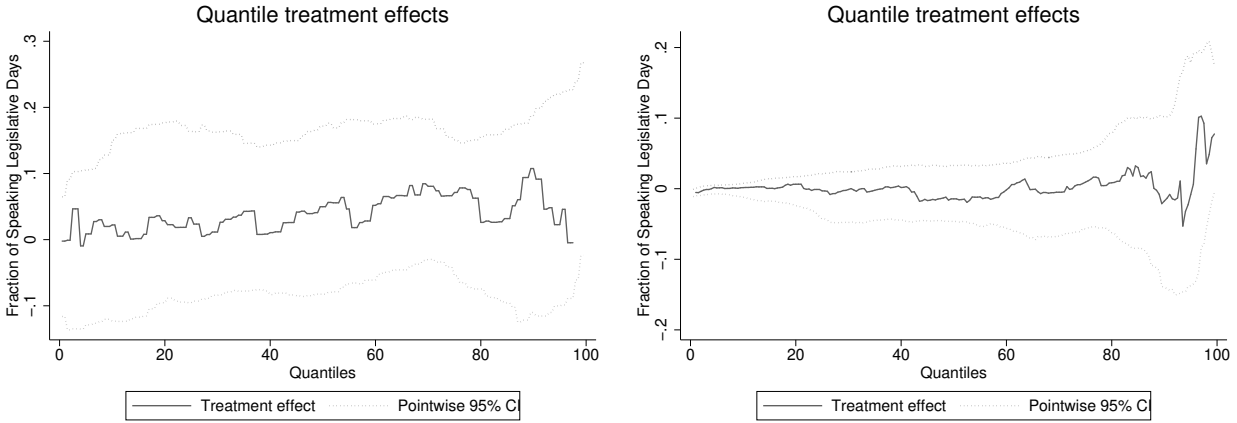 Quantile treatment effects
Fraction of Speaking Legislative Days
.3
.2
.1
0
-.1
0 20 40 60 80 100
Quantiles
Treatment effect Pointwise 95% CI
Quantile treatment effects
Fraction of Speaking Legislative Days
.2
.1
0
-.1
-.2
0 20 40 60 80 100
Quantiles
Treatment effect Pointwise 95% CI